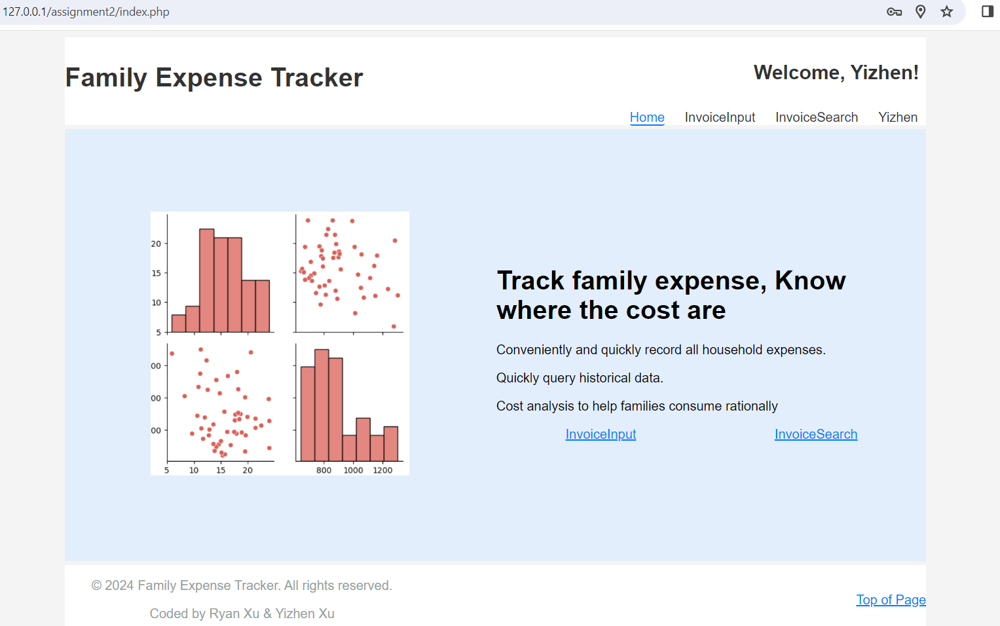 127.0.0.1/assignment2/index.php
Family Expense Tracker
Welcome, Yizhen!
Home InvoiceInput InvoiceSearch Yizhen
20
15
10
5
00
00
00
5 10 15 20
800 1000 1200
Track family expense, Know
where the cost are
Conveniently and quickly record all household expenses.
Quickly query historical data.
Cost analysis to help families consume rationally
InvoiceInput InvoiceSearch
© 2024 Family Expense Tracker. All rights reserved.
Top of Page
Coded by Ryan Xu & Yizhen Xu